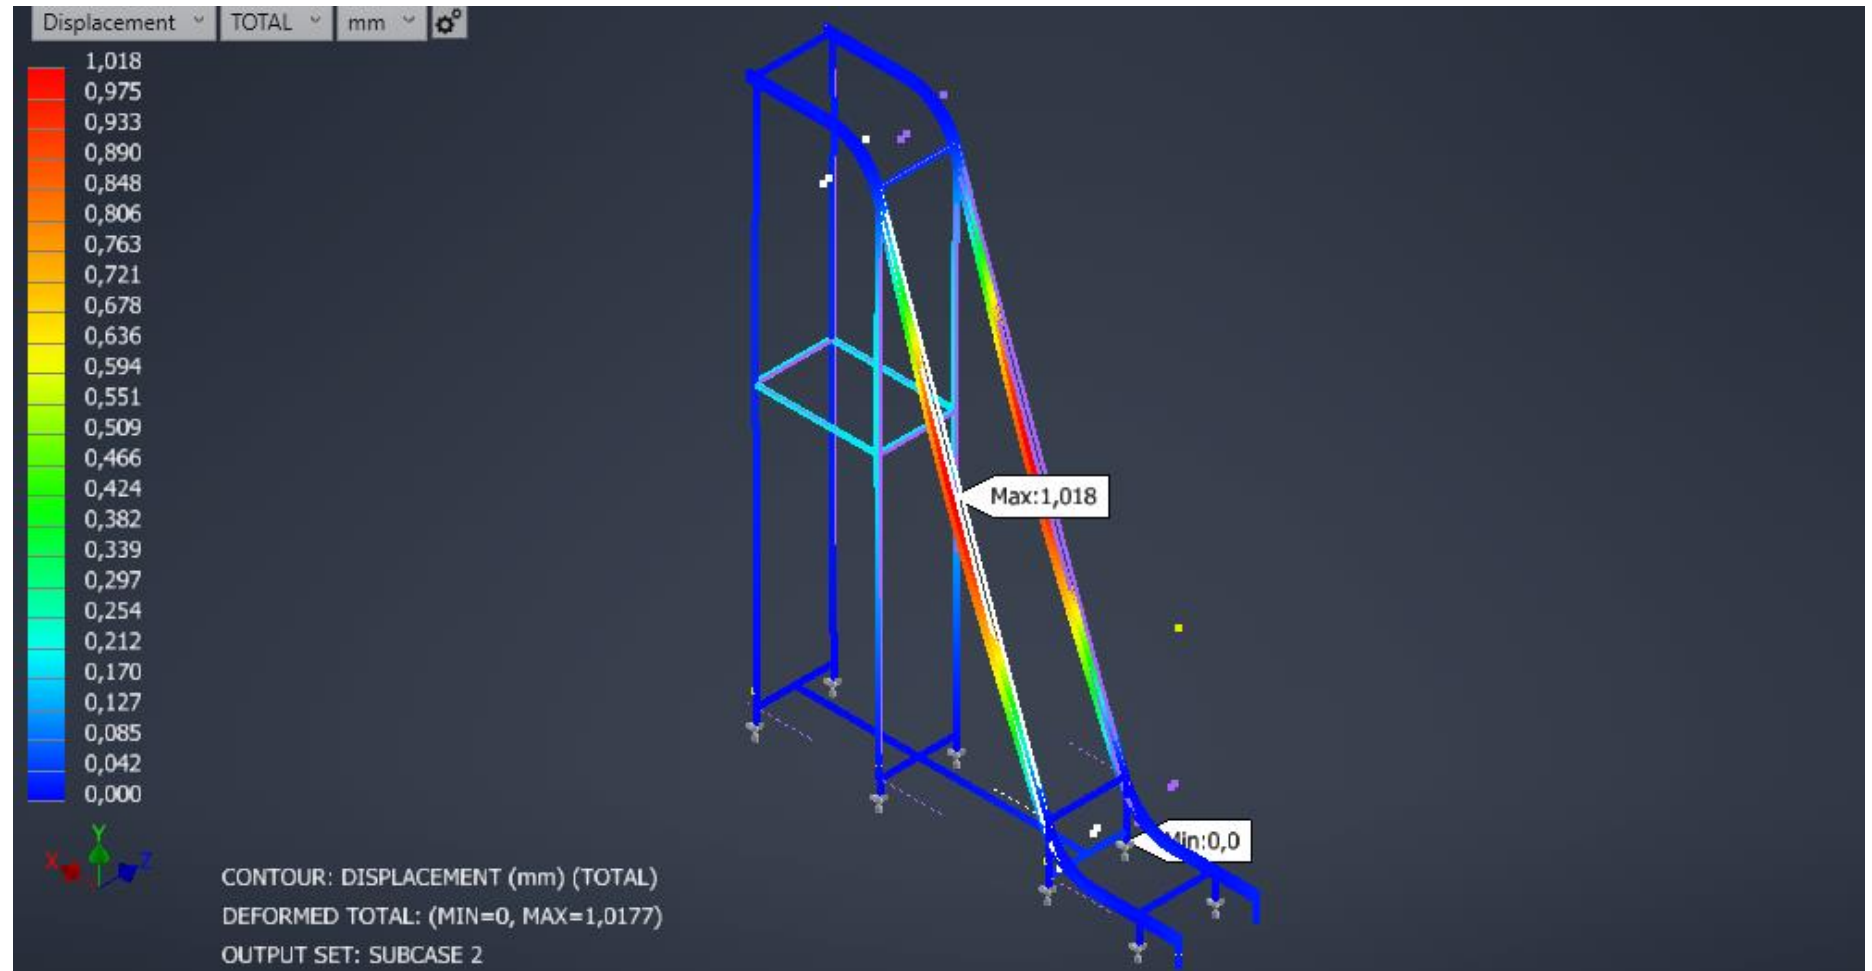 Displacement TOTAL mm
1,018
0,975
0,933
0,890
0,848
0,806
0,763
0,721
0,678
0,636
0,594
0,551
0,509
0,466
0,424
0,382
0,339
0,297
0,254
0,212
0,170
0,127
0,085
0,042
0,000
Max:1,018
Min:0,0
Y
X
Z
CONTOUR: DISPLACEMENT (mm) (TOTAL)
DEFORMED TOTAL: (MIN=0, MAX=1,0177)
OUTPUT SET: SUBCASE 2